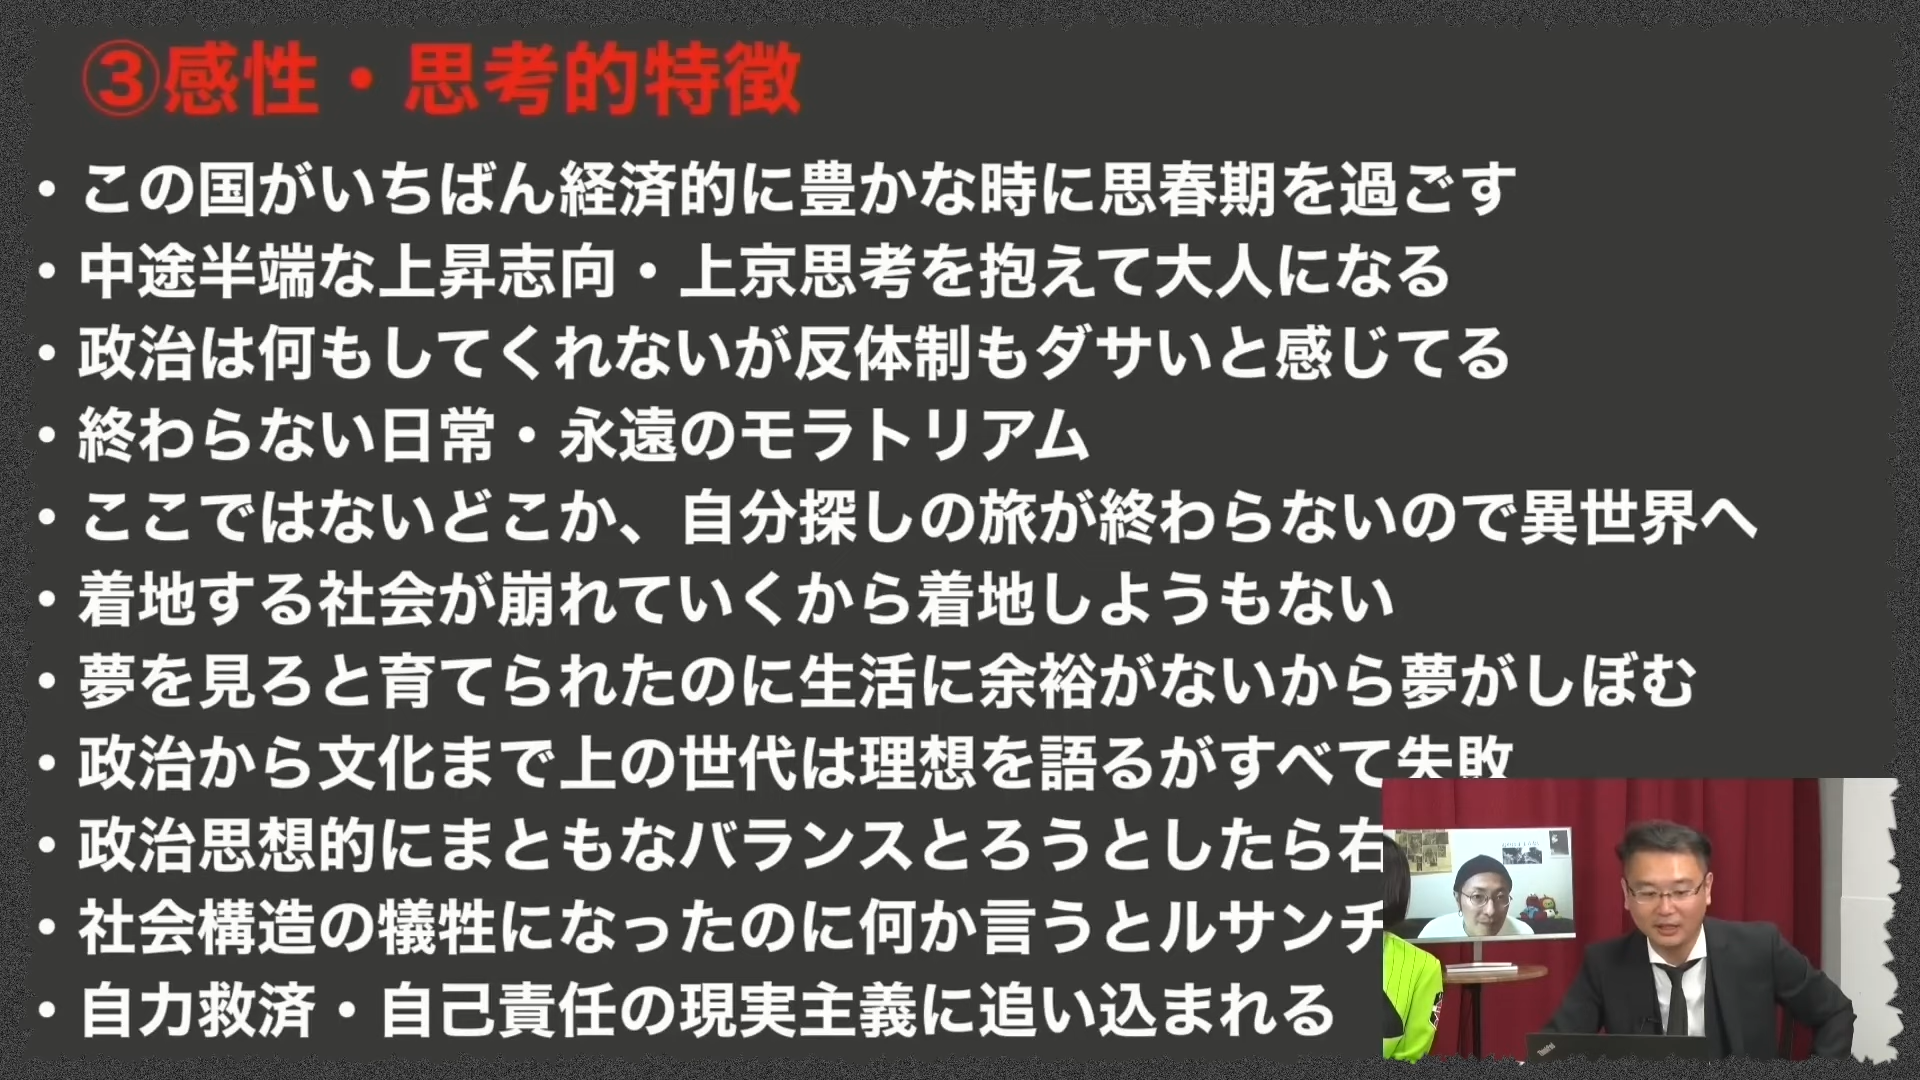 ③感性・思考的特徴
・この国がいちばん経済的に豊かな時に思春期を過ごす
・中途半端な上昇志向・上京思考を抱えて大人になる
・政治は何もしてくれないが反体制もダサいと感じてる
・終わらない日常・永遠のモラトリアム
・ここではないどこか、自分探しの旅が終わらないので異世界へ
・着地する社会が崩れていくから着地しようもない
・夢を見ろと育てられたのに生活に余裕がないから夢がしぼむ
・政治から文化まで上の世代は理想を語るがすべて失敗
・政治思想的にまともなバランスとろうとしたら右
・社会構造の犠牲になったのに何か言うとルサンチ
・自力救済・自己責任の現実主義に追い込まれる
ThinkPad